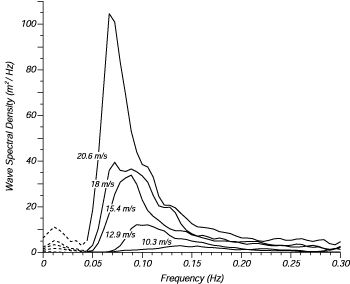 Wave Spectral Density (m²/ Hz)
100
80
60
40
20
0
20.6 m/s
18 m/s
15.4 m/s
12.9 m/s
10.3 m/s
0
0.05
0.10
0.15
0.20
0.25
0.30
Frequency (Hz)